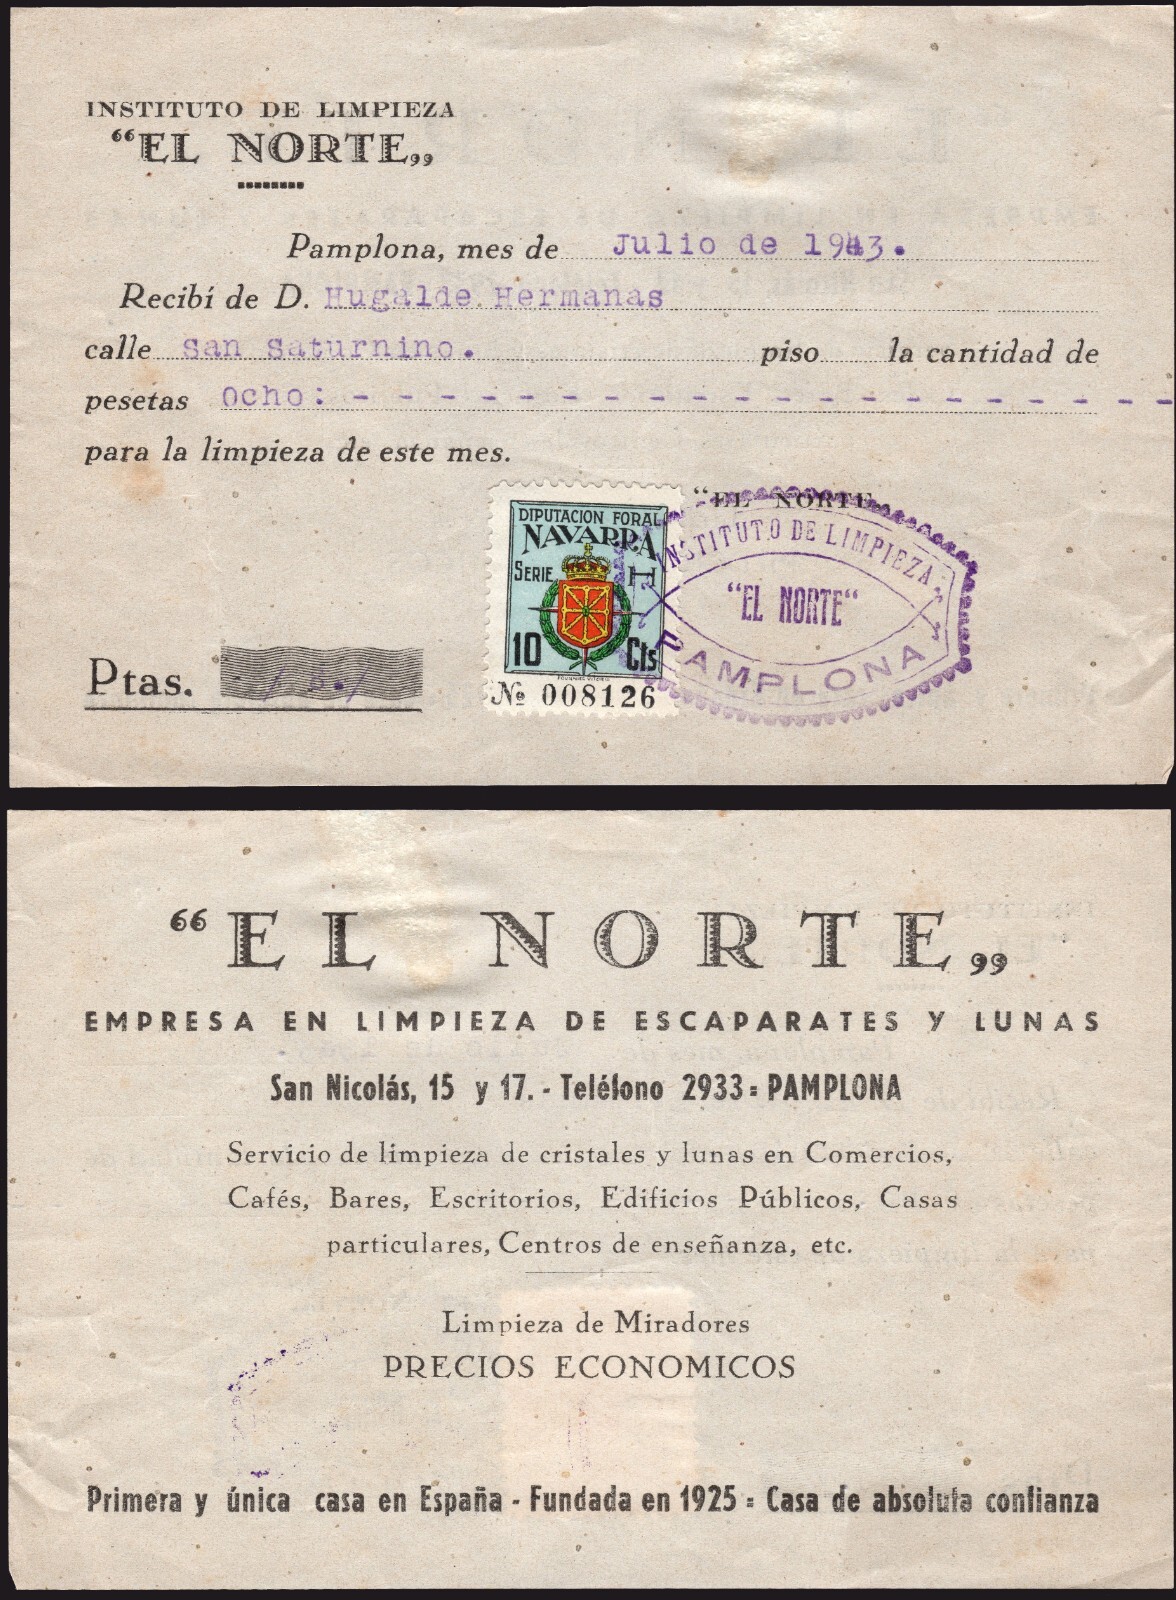 INSTITUTO DE LIMPIEZA
“EL NORTE„
Pamplona, mes de Julio de 1943.
Recibí de D. Hugalde Hermanas
calle San Saturnino. piso la cantidad de
pesetas Ocho: - - - - - - - - - - - - - - - - - - -
para la limpieza de este mes.
“EL NORTE
DIPUTACION FORAL
NAVARRA
SERIE H
10 Cts
Nº 008126
INSTITUTO DE LIMPIEZA
“EL NORTE“
PAMPLONA
Ptas.
“EL NORTE„
EMPRESA EN LIMPIEZA DE ESCAPARATES Y LUNAS
San Nicolás, 15 y 17. - Teléfono 2933 = PAMPLONA
Servicio de limpieza de cristales y lunas en Comercios,
Cafés, Bares, Escritorios, Edificios Públicos, Casas
particulares, Centros de enseñanza, etc.
Limpieza de Miradores
PRECIOS ECONOMICOS
Primera y única casa en España - Fundada en 1925 = Casa de absoluta confianza